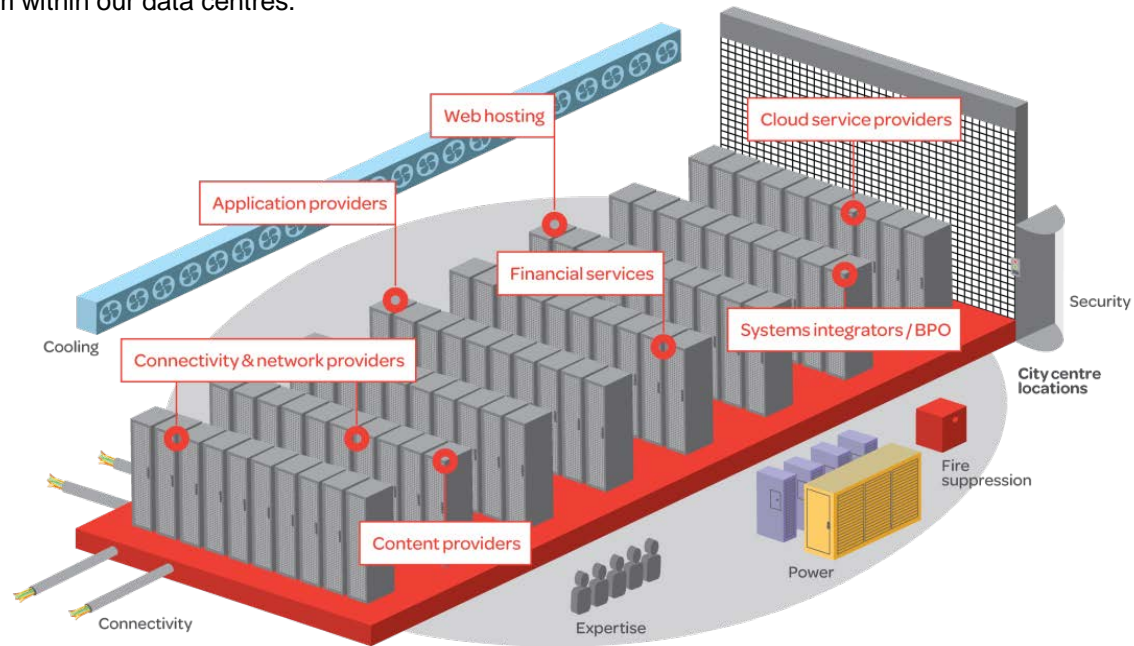 within our data centres.
Web hosting
Cloud service providers
Application providers
Financial services
Security
Systems integrators / BPO
Cooling
Connectivity & network providers
City centre
locations
Fire
suppression
Content providers
Power
Connectivity
Expertise